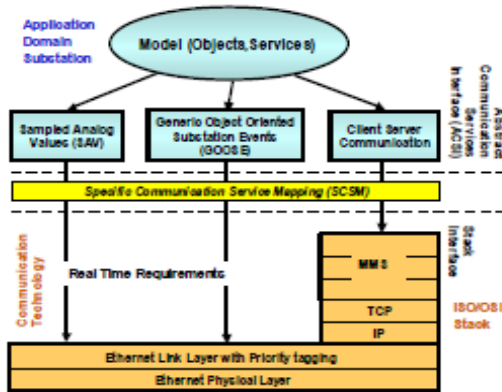 Application
Domain
Substation
Model (Objects,Services)
Sampled Analog
Values (SAV)
Generic Object Oriented
Substation Events
(GOOSE)
Client Server
Communication
Abstract
Communication
Services
Interface (ACSI)
Specific Communication Service Mapping (SCSM)
Communication
Technology
Real Time Requirements
Stack
Interface
MMS
TCP
IP
ISO/OSI
Stack
Ethernet Link Layer with Priority tagging
Ethernet Physical Layer